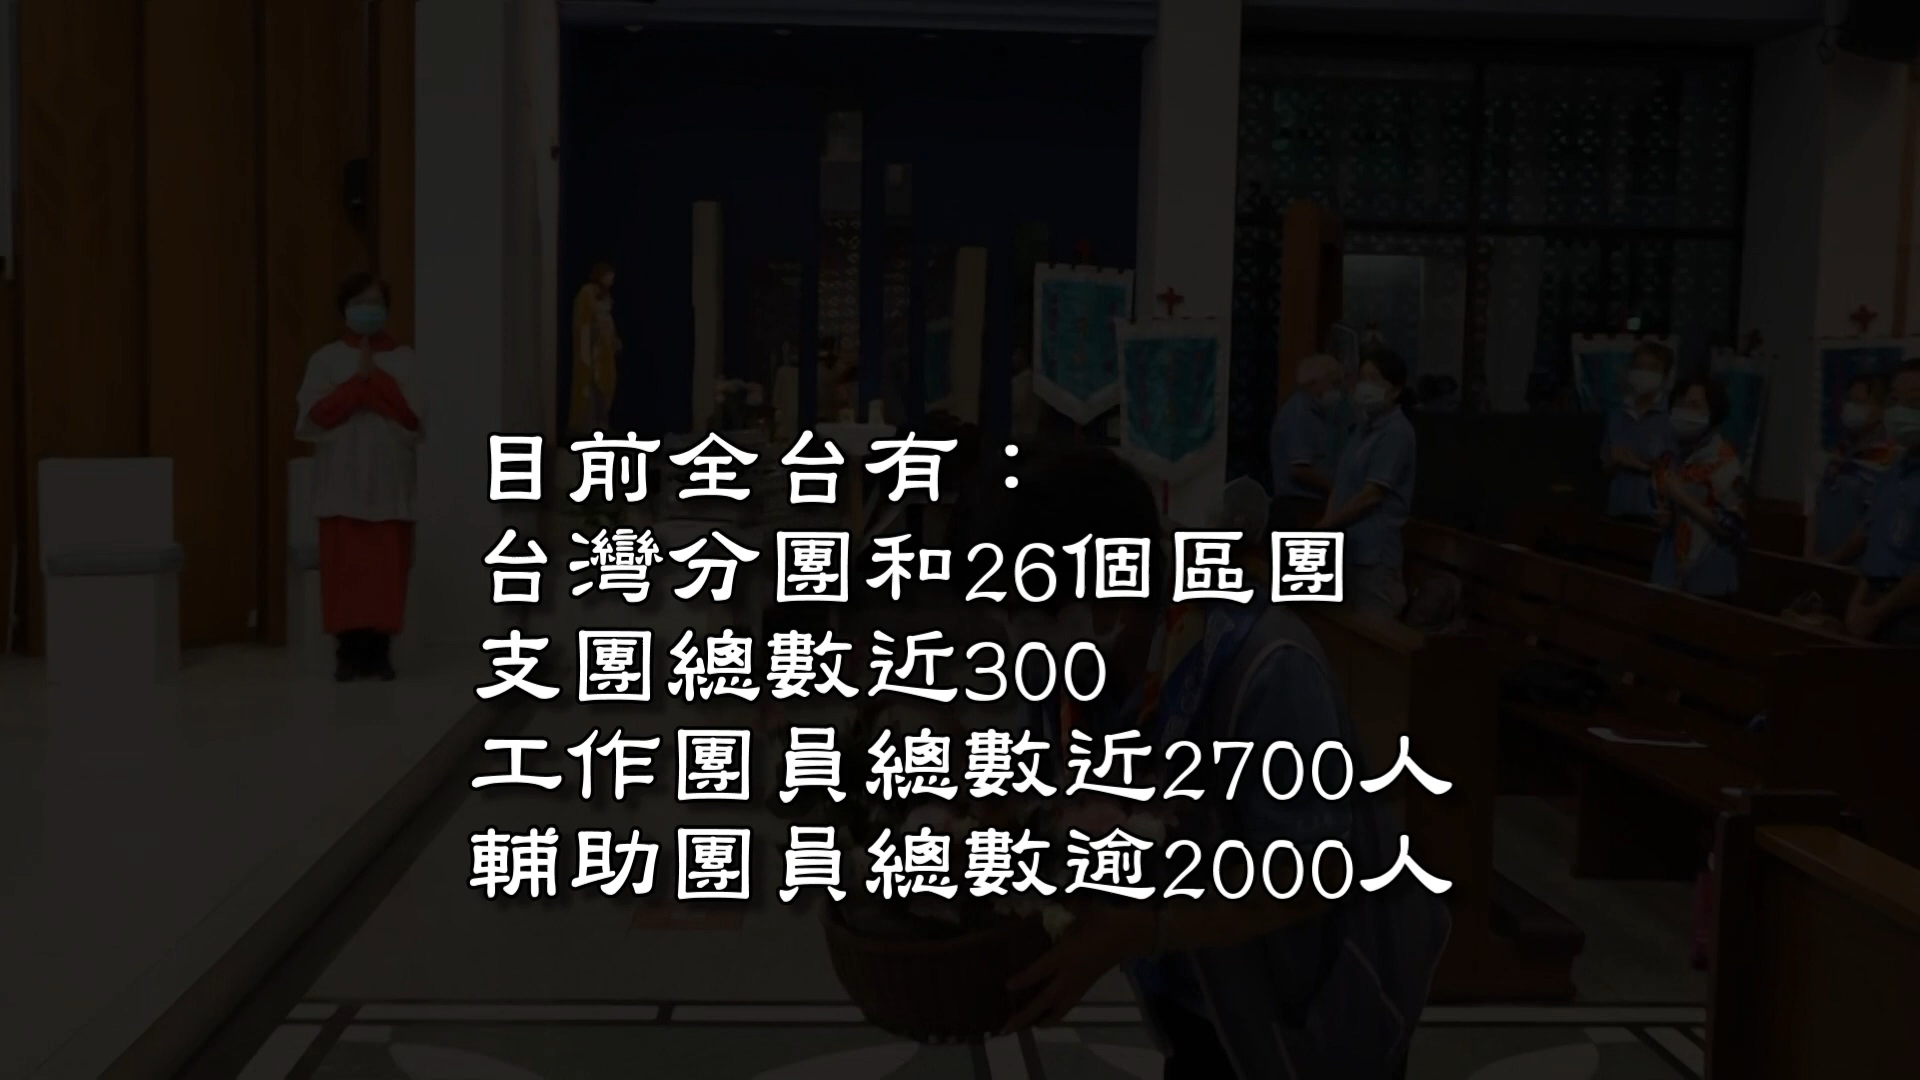 目前全台有：
台灣分團和26個區團
支團總數近300
工作團員總數近2700人
輔助團員總數逾2000人